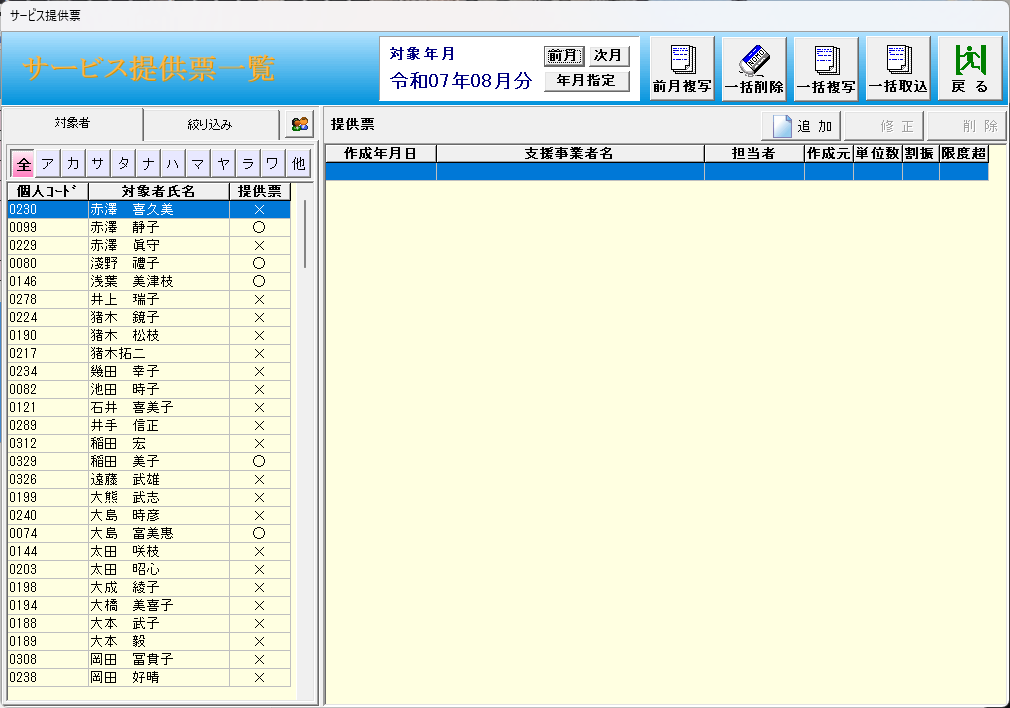 サービス提供票
サービス提供票一覧
対象年月
前月 次月
令和07年08月分
年月指定
前月複写 一括削除 一括複写 一括取込 戻る
対象者 絞り込み
提供票
追加 修正 削除
全 ア カ サ タ ナ ハ マ ヤ ラ ワ 他
個人ｺｰﾄﾞ 対象者氏名 提供票
0230 赤澤　喜久美 ×
0099 赤澤　静子 ○
0229 赤澤　眞守 ×
0080 淺野　禮子 ○
0146 浅葉　美津枝 ○
0278 井上　瑞子 ×
0224 猪木　鏡子 ×
0190 猪木　松枝 ×
0217 猪木拓二 ×
0234 幾田　幸子 ×
0082 池田　時子 ×
0121 石井　喜美子 ×
0289 井手　信正 ×
0312 稲田　宏 ×
0329 稲田　美子 ○
0326 遠藤　武雄 ×
0199 大熊　武志 ×
0240 大島　時彦 ×
0074 大島　富美惠 ○
0144 太田　咲枝 ×
0203 太田　昭心 ×
0198 大成　綾子 ×
0194 大橋　美喜子 ×
0188 大本　武子 ×
0189 大本　毅 ×
0308 岡田　冨貴子 ×
0238 岡田　好晴 ×
作成年月日 支援事業者名 担当者 作成元 単位数 割振 限度超